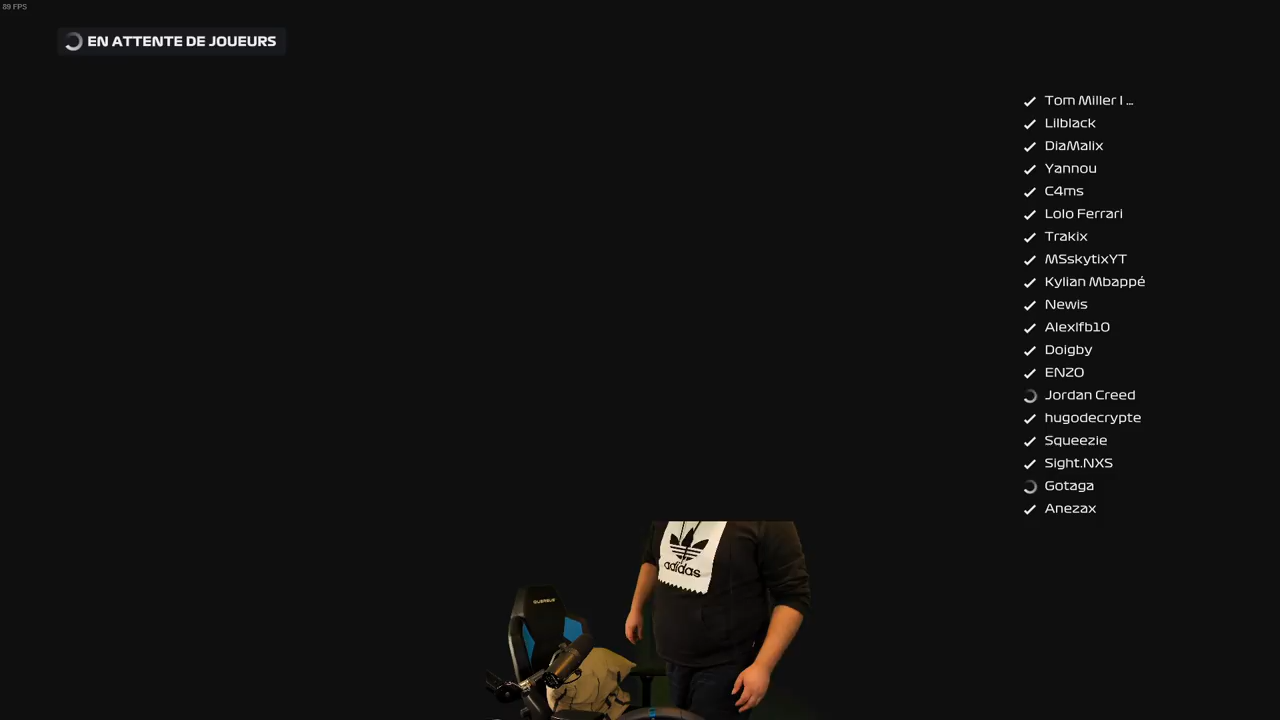 89 FPS
EN ATTENTE DE JOUEURS
Tom Miller I ...
Lilblack
DiaMalix
Yannou
C4ms
Lolo Ferrari
Trakix
MSskytixYT
Kylian Mbappé
Newis
Alexlfb10
Doigby
ENZO
Jordan Creed
hugodecrypte
Squeezie
Sight.NXS
Gotaga
Anezax
adidas